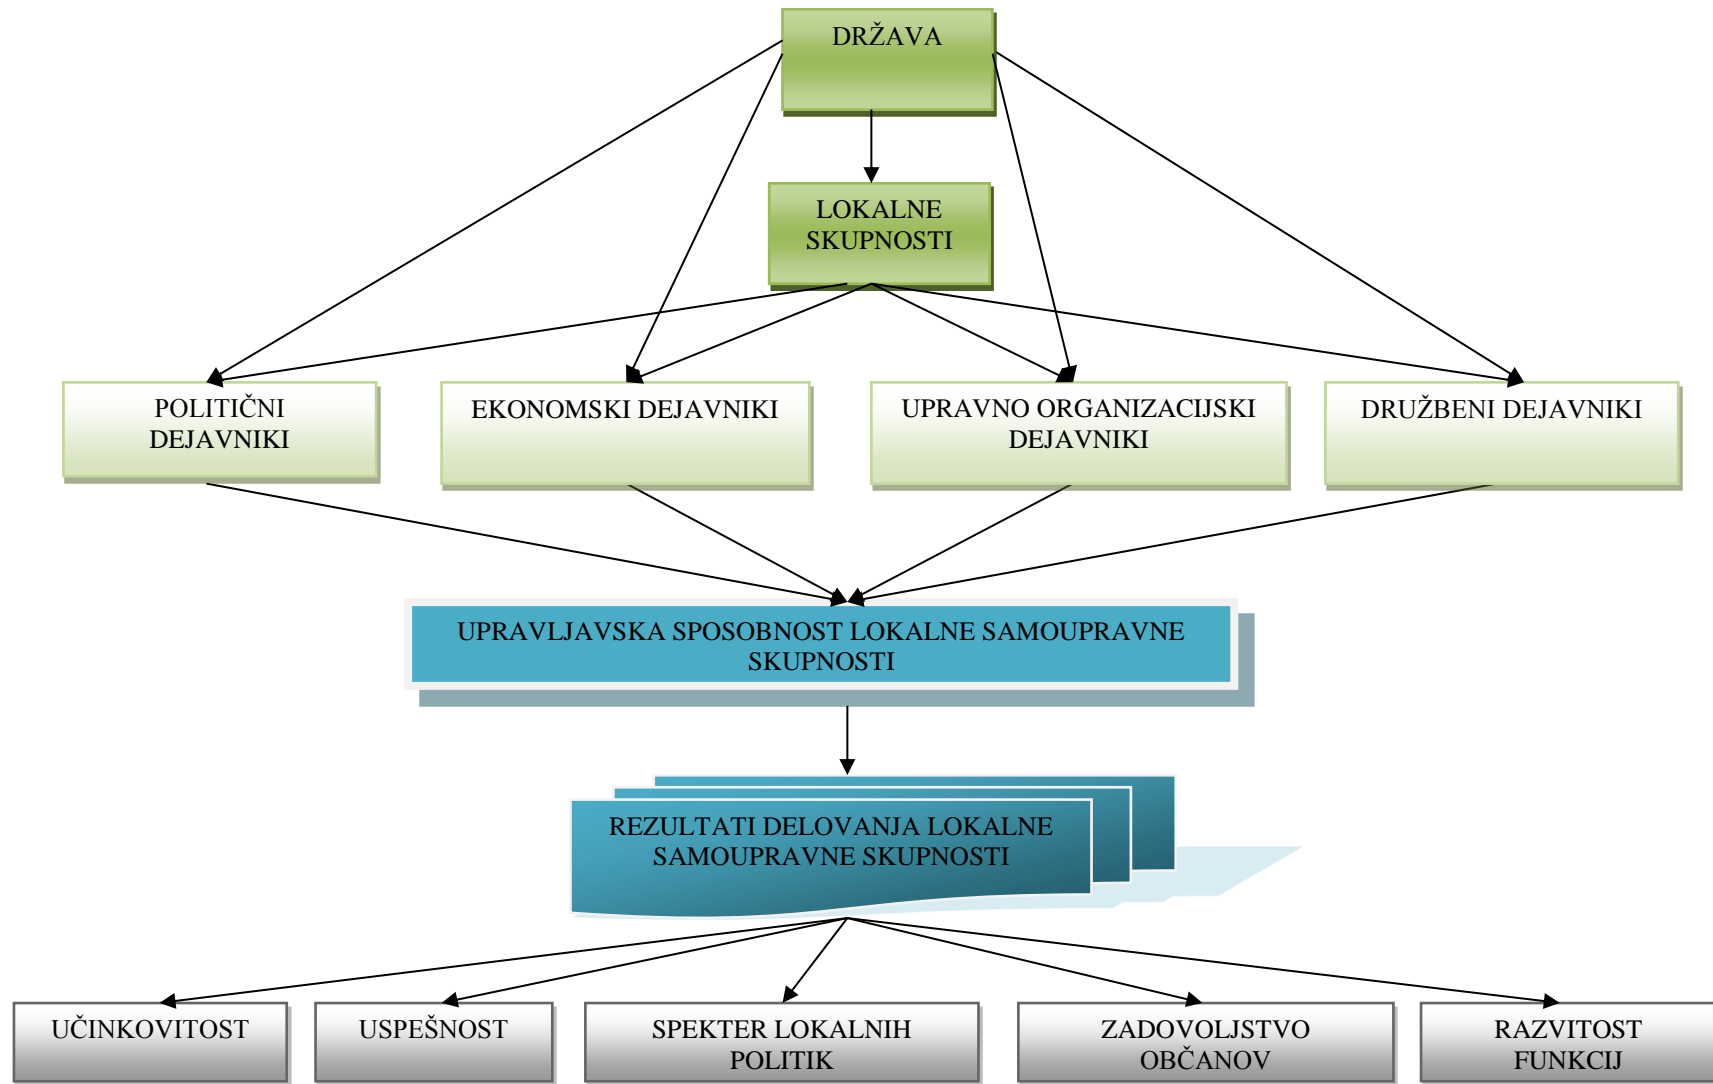 DRŽAVA
LOKALNE
SKUPNOSTI
POLITIČNI
DEJAVNIKI
EKONOMSKI DEJAVNIKI
UPRAVNO ORGANIZACIJSKI
DEJAVNIKI
DRUŽBENI DEJAVNIKI
UPRAVLJAVSKA SPOSOBNOST LOKALNE SAMOUPRAVNE
SKUPNOSTI
REZULTATI DELOVANJA LOKALNE
SAMOUPRAVNE SKUPNOSTI
UČINKOVITOST
USPEŠNOST
SPEKTER LOKALNIH
POLITIK
ZADOVOLJSTVO
OBČANOV
RAZVITOST
FUNKCIJ